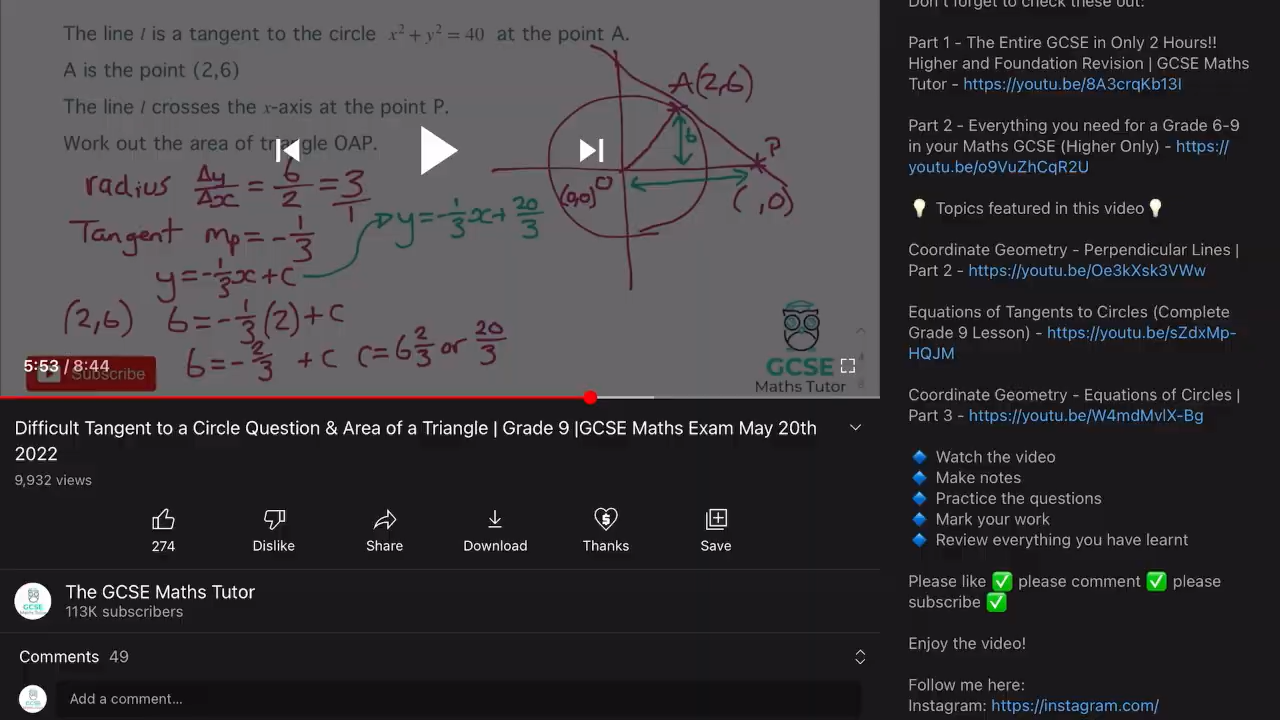 The line l is a tangent to the circle x² + y² = 40 at the point A.
A is the point (2,6)
The line l crosses the x-axis at the point P.
Work out the area of triangle OAP.
radius Δy/Δx = 6/2 = 3/1
Tangent mp = -1/3
y = -1/3x + C
y = -1/3x + 20/3
(2,6) 6 = -1/3(2) + C
6 = -2/3 + C C = 6 2/3 or 20/3
A(2,6)
6
P
(0,0) O
( ,0)
Subscribe
GCSE
Maths Tutor
5:53 / 8:44
Difficult Tangent to a Circle Question & Area of a Triangle | Grade 9 |GCSE Maths Exam May 20th
2022
9,932 views
274
Dislike
Share
Download
Thanks
Save
GCSE
Maths Tutor
The GCSE Maths Tutor
113K subscribers
Comments 49
Add a comment...
Don't forget to check these out:
Part 1 - The Entire GCSE in Only 2 Hours!!
Higher and Foundation Revision | GCSE Maths
Tutor - https://youtu.be/8A3crqKb13I
Part 2 - Everything you need for a Grade 6-9
in your Maths GCSE (Higher Only) - https://
youtu.be/o9VuZhCqR2U
💡 Topics featured in this video💡
Coordinate Geometry - Perpendicular Lines |
Part 2 - https://youtu.be/Oe3kXsk3VWw
Equations of Tangents to Circles (Complete
Grade 9 Lesson) - https://youtu.be/sZdxMp-
HQJM
Coordinate Geometry - Equations of Circles |
Part 3 - https://youtu.be/W4mdMvlX-Bg
🔹 Watch the video
🔹 Make notes
🔹 Practice the questions
🔹 Mark your work
🔹 Review everything you have learnt
Please like ✅ please comment ✅ please
subscribe ✅
Enjoy the video!
Follow me here:
Instagram: https://instagram.com/